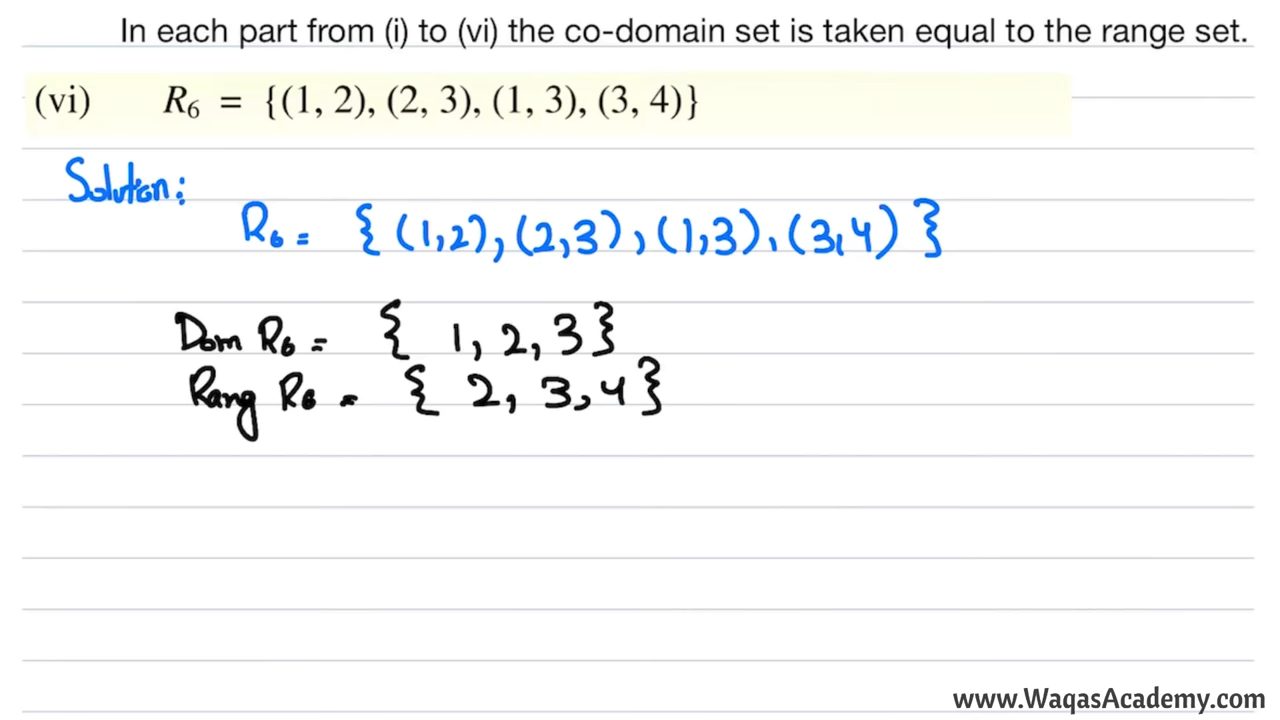 In each part from (i) to (vi) the co-domain set is taken equal to the range set.
(vi) R₆ = {(1, 2), (2, 3), (1, 3), (3, 4)}
Solution:
R₆ = { (1,2), (2,3), (1,3), (3,4) }
Dom R₆ = { 1, 2, 3 }
Rang R₆ = { 2, 3, 4 }
www.WaqasAcademy.com